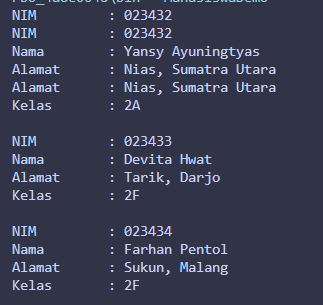 NIM : 023432
NIM : 023432
Nama : Yansy Ayuningtyas
Alamat : Nias, Sumatra Utara
Alamat : Nias, Sumatra Utara
Kelas : 2A
NIM : 023433
Nama : Devita Hwat
Alamat : Tarik, Darjo
Kelas : 2F
NIM : 023434
Nama : Farhan Pentol
Alamat : Sukun, Malang
Kelas : 2F